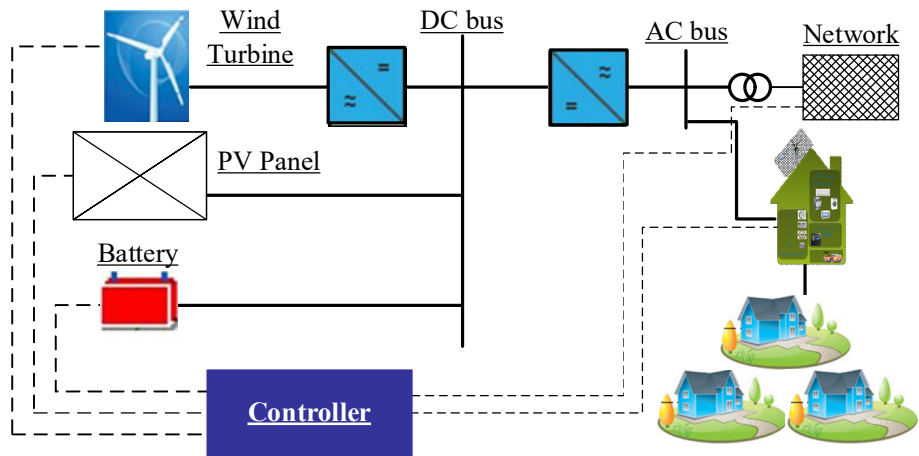 Wind
Turbine
DC bus
AC bus
Network
=
≈
≈
=
PV Panel
Battery
Controller